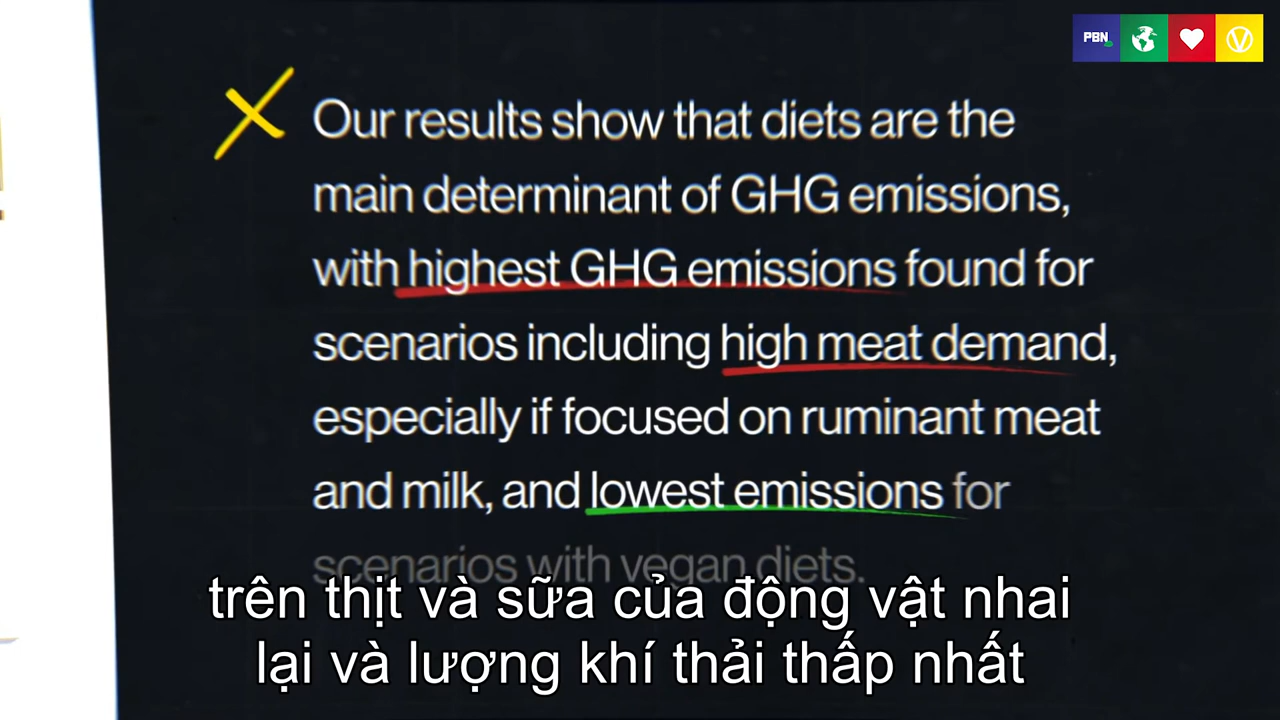 PBN
Our results show that diets are the
main determinant of GHG emissions,
with highest GHG emissions found for
scenarios including high meat demand,
especially if focused on ruminant meat
and milk, and lowest emissions for
scenarios with vegan diets.
trên thịt và sữa của động vật nhai
lại và lượng khí thải thấp nhất